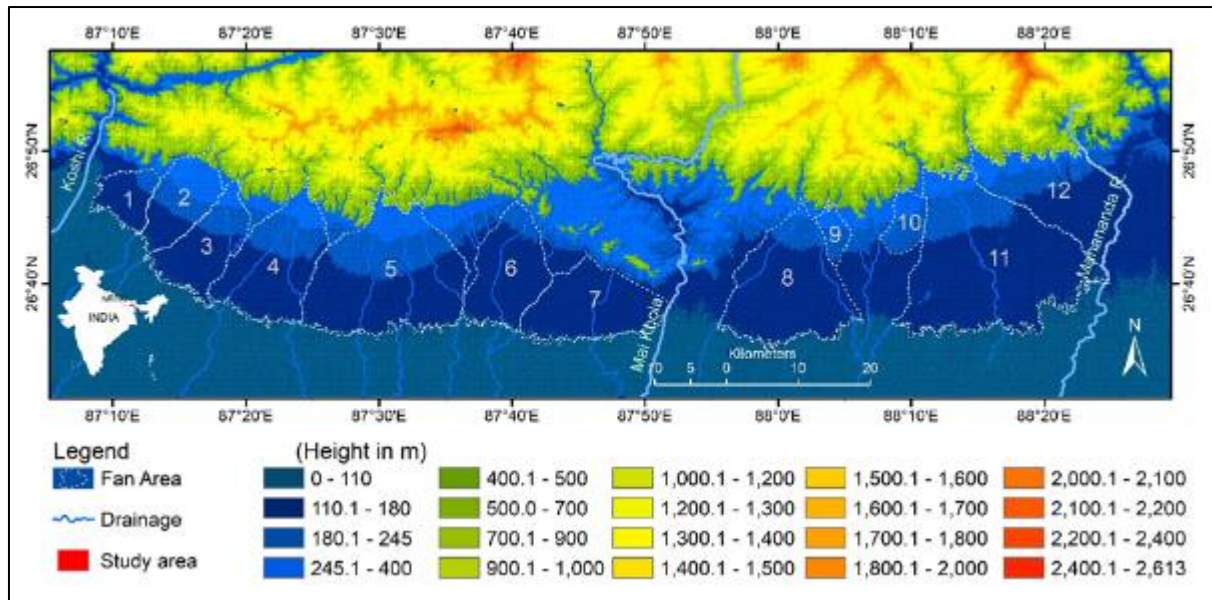 87°10'E 87°20'E 87°30'E 87°40'E 87°50'E 88°0'E 88°10'E 88°20'E
26°50'N
26°40'N
Koshi R.
1
2
3
4
5
6
7
Mai Khola
8
9
10
11
12
Mahananda R.
26°50'N
26°40'N
INDIA
N
Kilometers
10 5 0 10 20
87°10'E 87°20'E 87°30'E 87°40'E 87°50'E 88°0'E 88°10'E 88°20'E
Legend
Fan Area
Drainage
Study area
(Height in m)
0 - 110
110.1 - 180
180.1 - 245
245.1 - 400
400.1 - 500
500.0 - 700
700.1 - 900
900.1 - 1,000
1,000.1 - 1,200
1,200.1 - 1,300
1,300.1 - 1,400
1,400.1 - 1,500
1,500.1 - 1,600
1,600.1 - 1,700
1,700.1 - 1,800
1,800.1 - 2,000
2,000.1 - 2,100
2,100.1 - 2,200
2,200.1 - 2,400
2,400.1 - 2,613